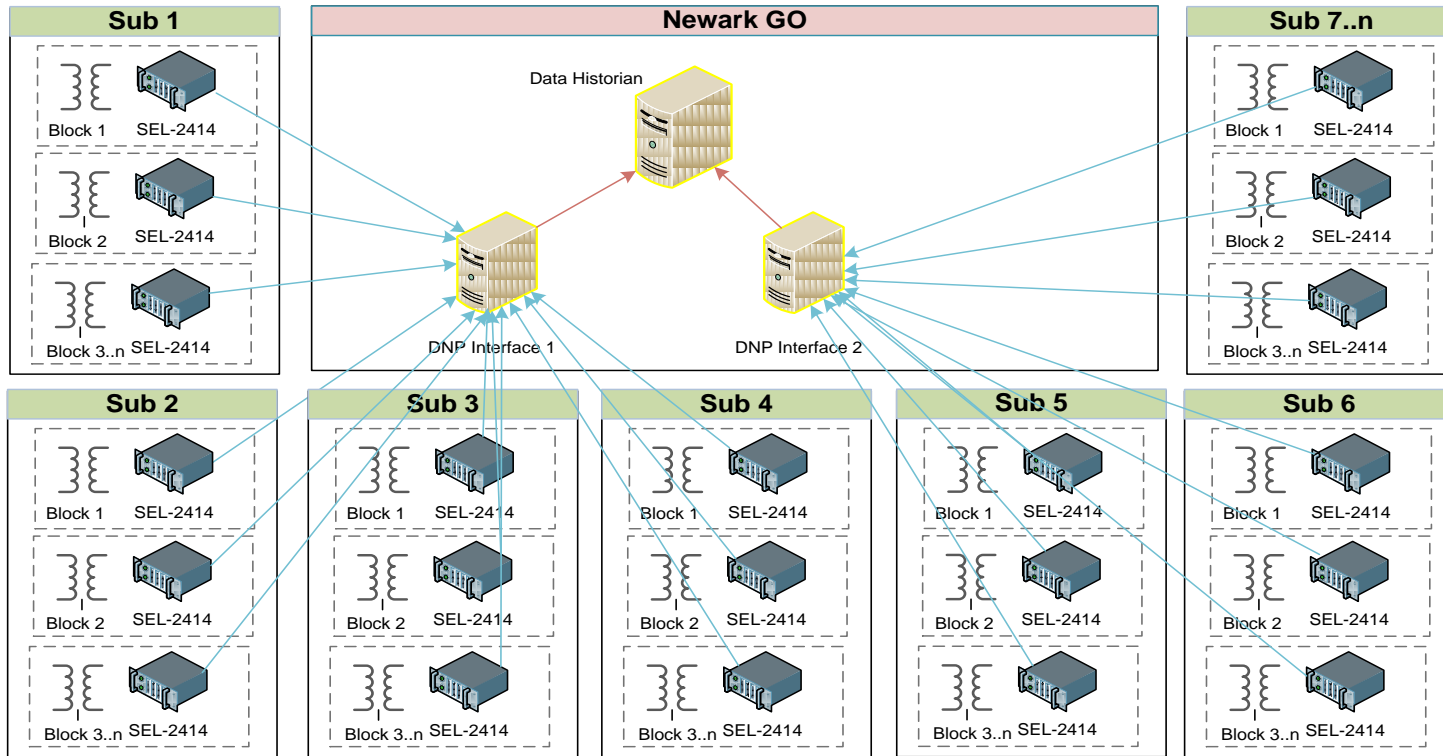 Sub 1
Block 1
SEL-2414
Block 2
SEL-2414
Block 3..n
SEL-2414
Newark GO
Data Historian
DNP Interface 1
DNP Interface 2
Sub 7..n
Block 1
SEL-2414
Block 2
SEL-2414
Block 3..n
SEL-2414
Sub 2
Block 1
SEL-2414
Block 2
SEL-2414
Block 3..n
SEL-2414
Sub 3
Block 1
SEL-2414
Block 2
SEL-2414
Block 3..n
SEL-2414
Sub 4
Block 1
SEL-2414
Block 2
SEL-2414
Block 3..n
SEL-2414
Sub 5
Block 1
SEL-2414
Block 2
SEL-2414
Block 3..n
SEL-2414
Sub 6
Block 1
SEL-2414
Block 2
SEL-2414
Block 3..n
SEL-2414